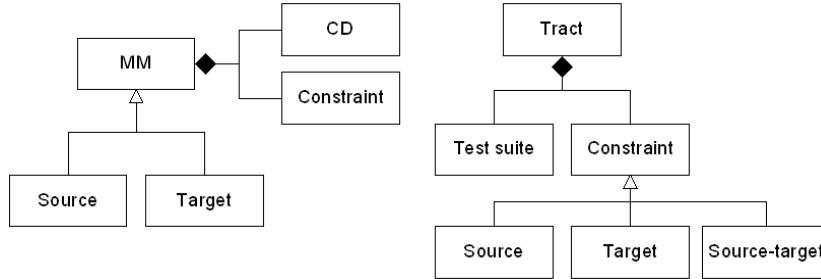 CD
MM
Constraint
Source
Target
Tract
Test suite
Constraint
Source
Target
Source-target